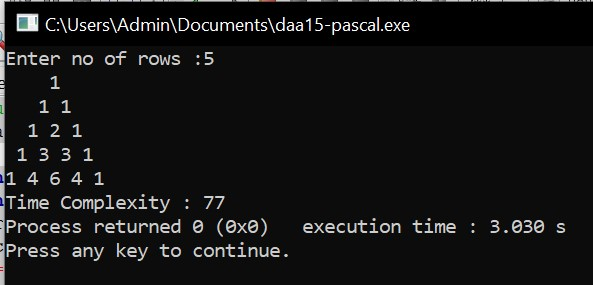 C:\Users\Admin\Documents\daa15-pascal.exe
Enter no of rows :5
    1
   1 1
  1 2 1
 1 3 3 1
1 4 6 4 1
Time Complexity : 77
Process returned 0 (0x0)   execution time : 3.030 s
Press any key to continue.